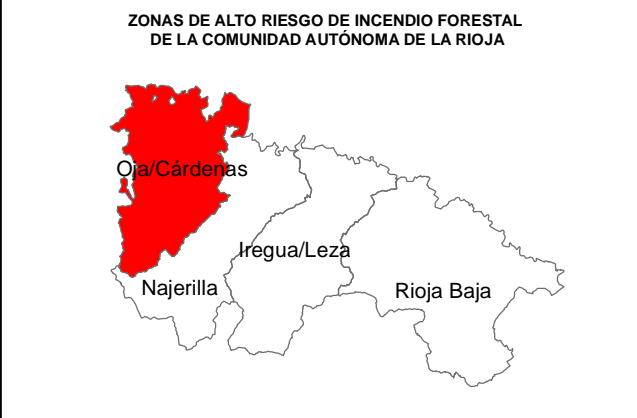 ZONAS DE ALTO RIESGO DE INCENDIO FORESTAL
DE LA COMUNIDAD AUTÓNOMA DE LA RIOJA
Oja/Cárdenas
Iregua/Leza
Najerilla
Rioja Baja